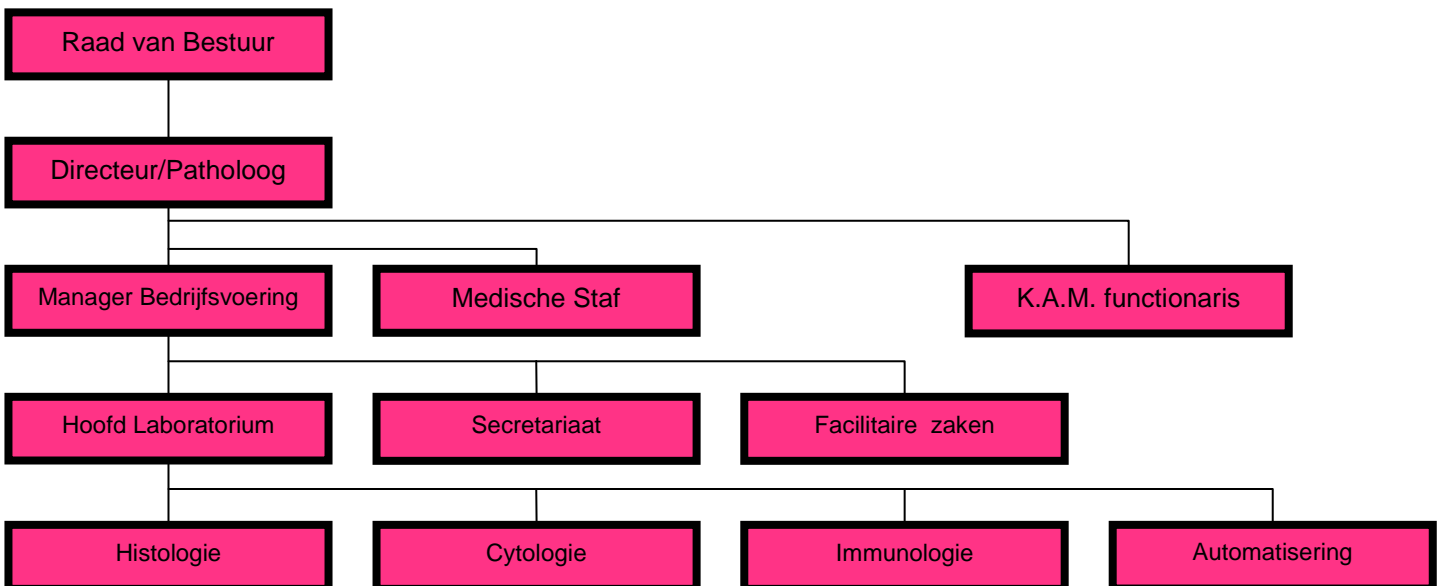 Raad van Bestuur
Directeur/Patholoog
Manager Bedrijfsvoering
Medische Staf
K.A.M. functionaris
Hoofd Laboratorium
Secretariaat
Facilitaire  zaken
Histologie
Cytologie
Immunologie
Automatisering